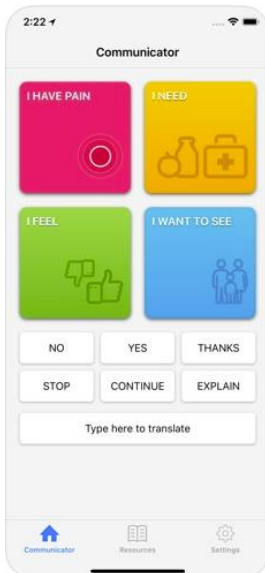 2:22
Communicator
I HAVE PAIN
I NEED
I FEEL
I WANT TO SEE
NO YES THANKS
STOP CONTINUE EXPLAIN
Type here to translate
Communicator Resources Settings